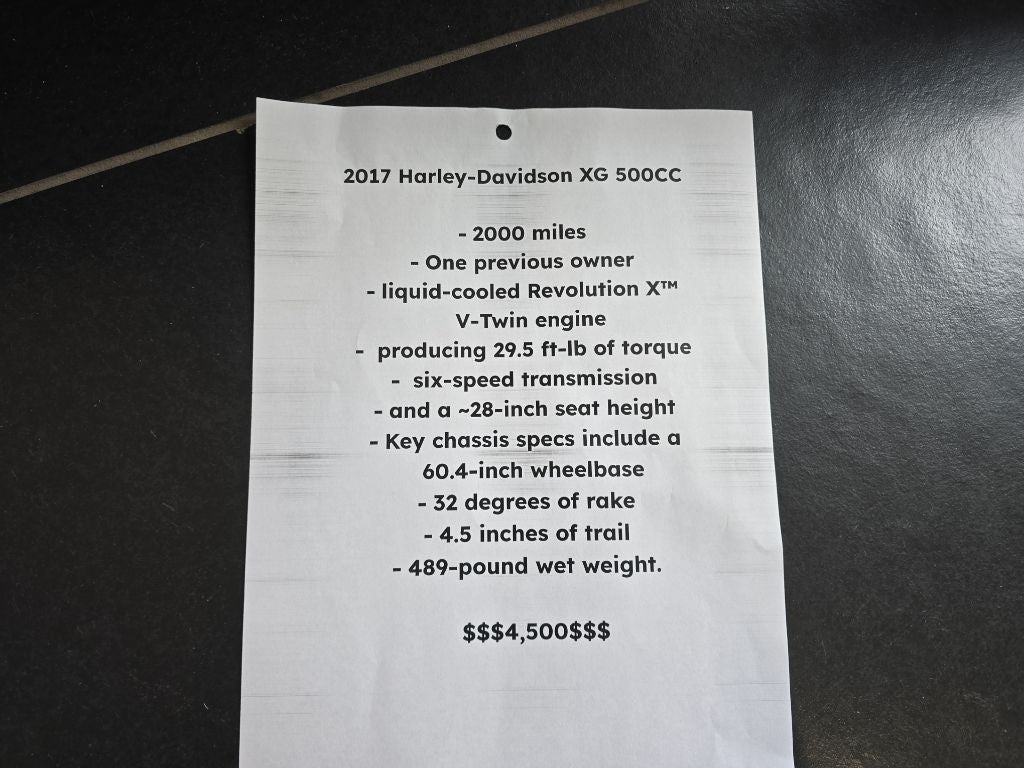 2017 Harley-Davidson XG 500CC
- 2000 miles
- One previous owner
- liquid-cooled Revolution X™
V-Twin engine
- producing 29.5 ft-lb of torque
- six-speed transmission
- and a ~28-inch seat height
- Key chassis specs include a
60.4-inch wheelbase
- 32 degrees of rake
- 4.5 inches of trail
- 489-pound wet weight.
$$$4,500$$$